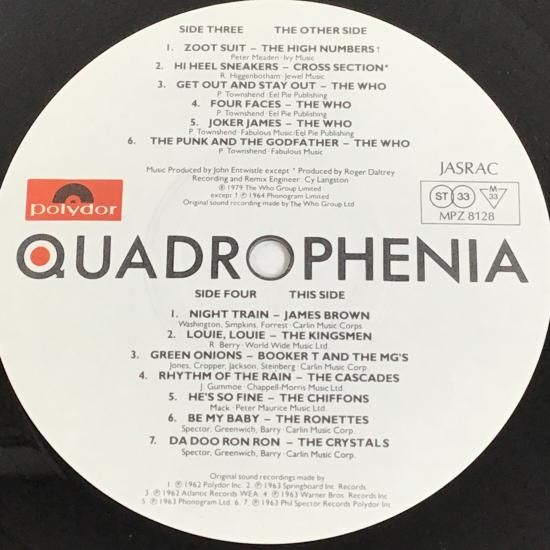 SIDE THREE THE OTHER SIDE
1. ZOOT SUIT – THE HIGH NUMBERS†
Peter Meaden · Ivy Music
2. HI HEEL SNEAKERS – CROSS SECTION*
R. Higgenbotham · Jewel Music
3. GET OUT AND STAY OUT – THE WHO
P. Townshend · Eel Pie Publishing
4. FOUR FACES – THE WHO
P. Townshend · Eel Pie Publishing
5. JOKER JAMES – THE WHO
P. Townshend · Fabulous Music/Eel Pie Publishing
6. THE PUNK AND THE GODFATHER – THE WHO
P. Townshend · Fabulous Music
Music Produced by John Entwistle except * Produced by Roger Daltrey
Recording and Remix Engineer: Cy Langston
℗ 1979 The Who Group Limited
except † ℗ 1964 Phonogram Limited
Original sound recording made by The Who Group Ltd
polydor
JASRAC
ST 33 M 33
MPZ 8128
QUADROPHENIA
SIDE FOUR THIS SIDE
1. NIGHT TRAIN – JAMES BROWN
Washington, Simpkins, Forrest · Carlin Music Corps
2. LOUIE, LOUIE – THE KINGSMEN
R. Berry · World Wide Music Ltd.
3. GREEN ONIONS – BOOKER T AND THE MG'S
Jones, Cropper, Jackson, Steinberg · Carlin Music Corp.
4. RHYTHM OF THE RAIN – THE CASCADES
J. Gummoe · Chappell-Morris Music Ltd
5. HE'S SO FINE – THE CHIFFONS
Mack · Peter Maurice Music Ltd.
6. BE MY BABY – THE RONETTES
Spector, Greenwich, Barry · Carlin Music Corp.
7. DA DOO RON RON – THE CRYSTALS
Spector, Greenwich, Barry · Carlin Music Corp.
Original sound recordings made by
1. ℗ 1962 Polydor Inc. 2. ℗ 1963 Springboard Int. Records
3. ℗ 1962 Atlantic Records WEA 4. ℗ 1963 Warner Bros. Records Inc
5. ℗ 1963 Phonogram Ltd. 6. 7. ℗ 1963 Phil Spector Records Int